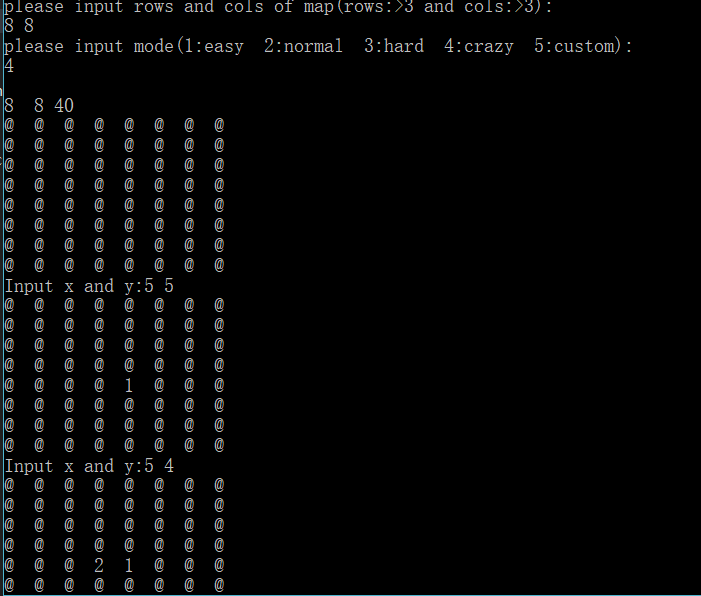 please input rows and cols of map(rows:>3 and cols:>3):
8 8
please input mode(1:easy  2:normal  3:hard  4:crazy  5:custom):
4
8  8 40
@  @  @  @  @  @  @  @
@  @  @  @  @  @  @  @
@  @  @  @  @  @  @  @
@  @  @  @  @  @  @  @
@  @  @  @  @  @  @  @
@  @  @  @  @  @  @  @
@  @  @  @  @  @  @  @
@  @  @  @  @  @  @  @
Input x and y:5 5
@  @  @  @  @  @  @  @
@  @  @  @  @  @  @  @
@  @  @  @  @  @  @  @
@  @  @  @  @  @  @  @
@  @  @  @  1  @  @  @
@  @  @  @  @  @  @  @
@  @  @  @  @  @  @  @
@  @  @  @  @  @  @  @
Input x and y:5 4
@  @  @  @  @  @  @  @
@  @  @  @  @  @  @  @
@  @  @  @  @  @  @  @
@  @  @  @  @  @  @  @
@  @  @  2  1  @  @  @
@  @  @  @  @  @  @  @